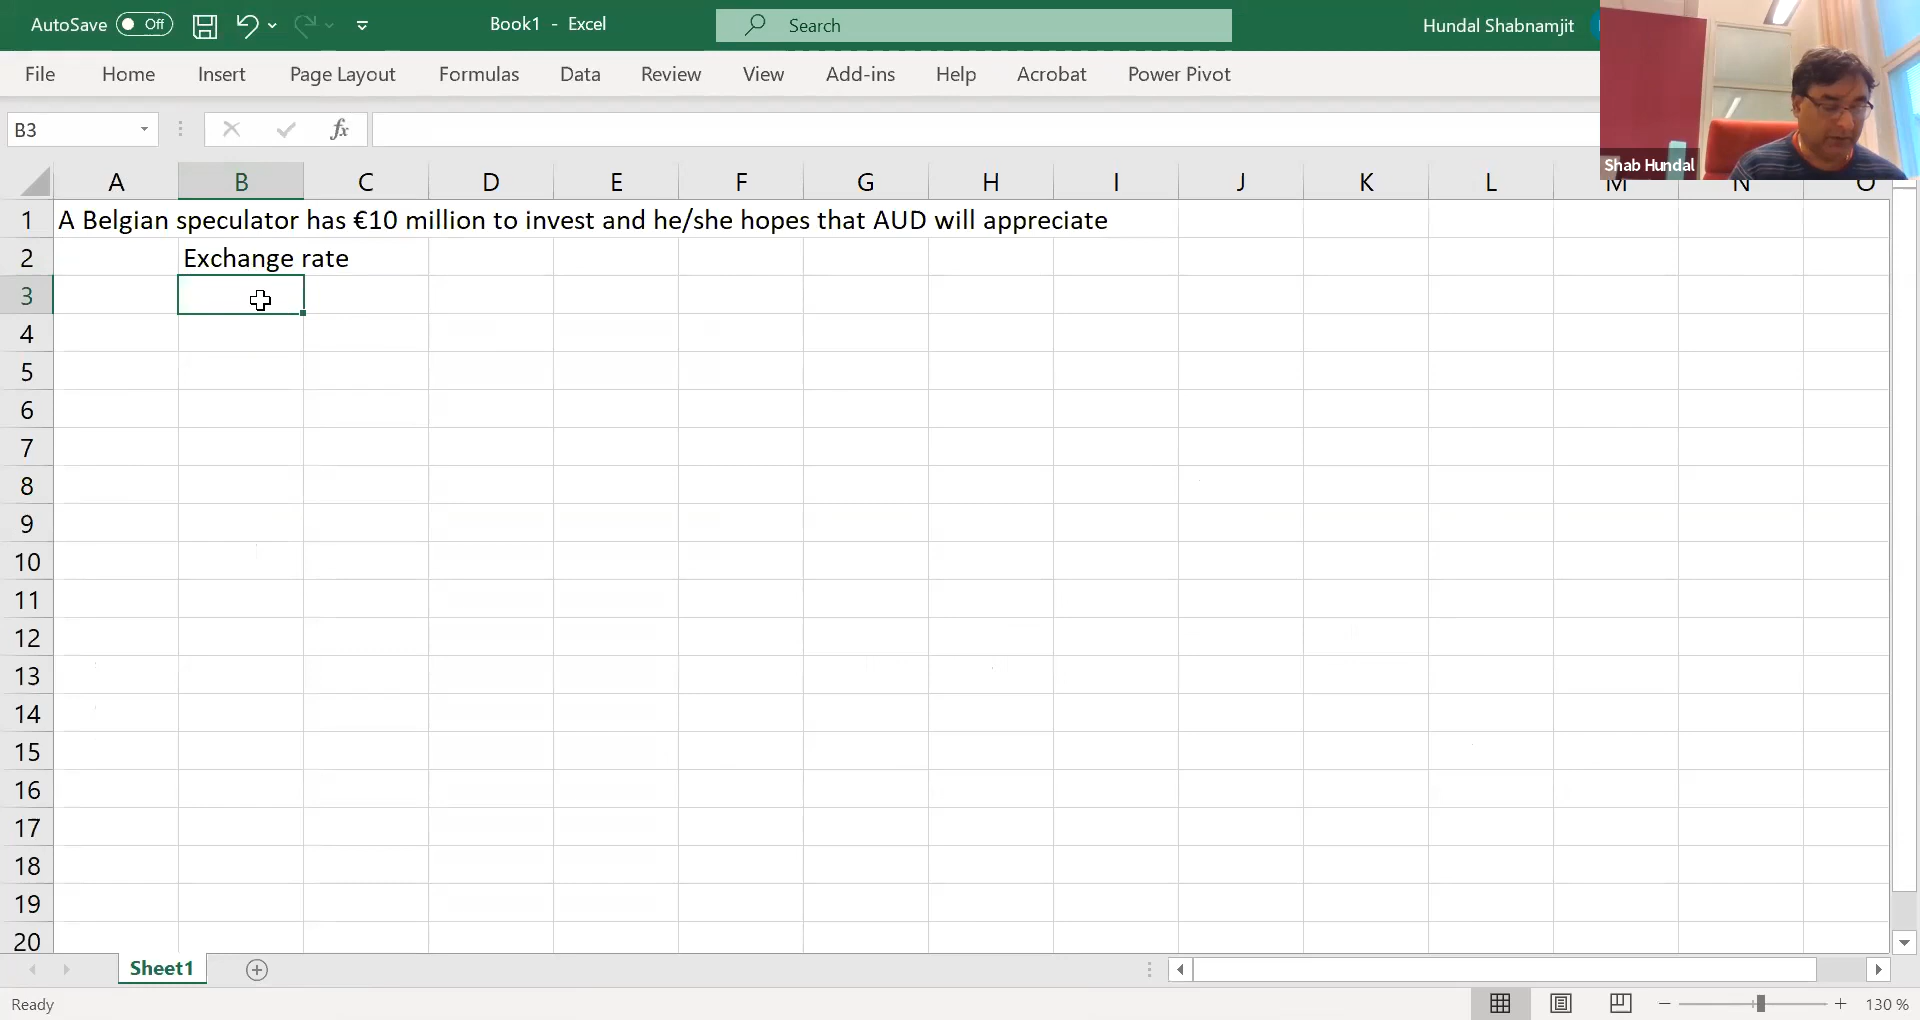 AutoSave Off Book1 - Excel Search Hundal Shabnamjit
File Home Insert Page Layout Formulas Data Review View Add-ins Help Acrobat Power Pivot
B3 fx
Shab Hundal
A B C D E F G H I J K L M N O
1 A Belgian speculator has €10 million to invest and he/she hopes that AUD will appreciate
2 Exchange rate
3
4
5
6
7
8
9
10
11
12
13
14
15
16
17
18
19
20
Sheet1
Ready 130 %